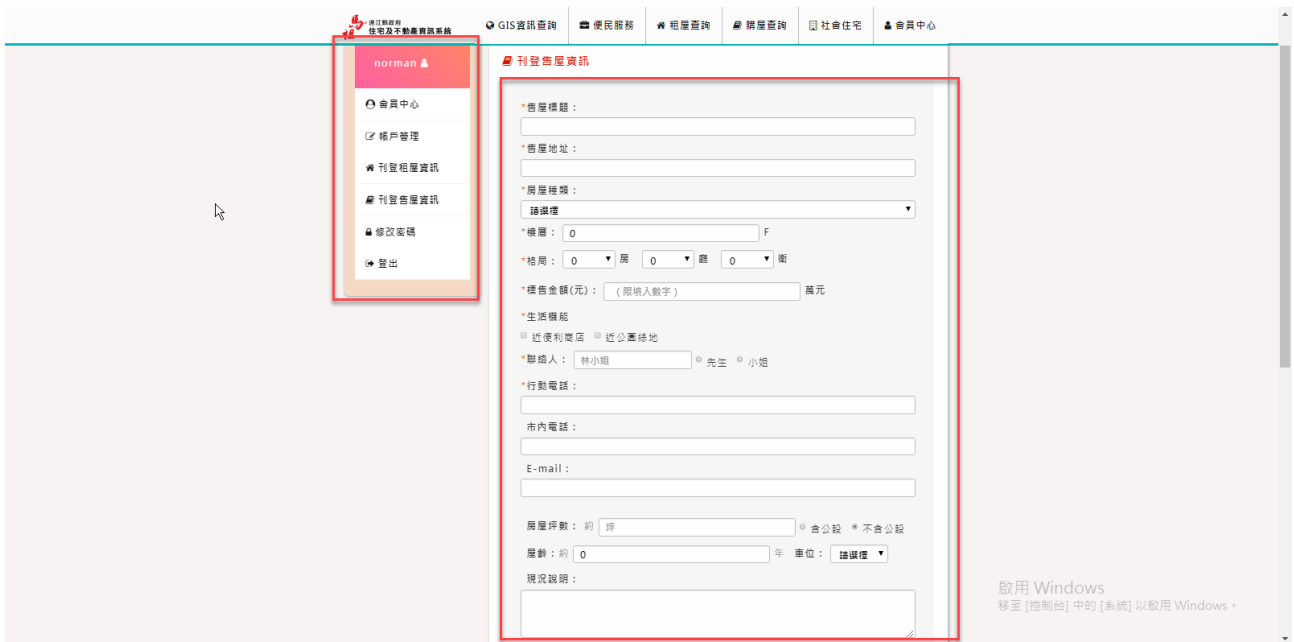 馬祖 連江縣政府
住宅及不動產資訊系統
GIS資訊查詢 便民服務 租屋查詢 購屋查詢 社會住宅 會員中心
norman
會員中心
帳戶管理
刊登租屋資訊
刊登售屋資訊
修改密碼
登出
刊登售屋資訊
*售屋標題：
*售屋地址：
*房屋種類：
請選擇
*樓層： 0 F
*格局： 0 房 0 廳 0 衛
*標售金額(元)： (限填入數字) 萬元
*生活機能
近便利商店 近公園綠地
*聯絡人： 林小姐 先生 小姐
*行動電話：
市內電話：
E-mail：
房屋坪數： 約 坪 含公設 不含公設
屋齡：約 0 年 車位： 請選擇
現況說明：
啟用 Windows
移至 [控制台] 中的 [系統] 以啟用 Windows。